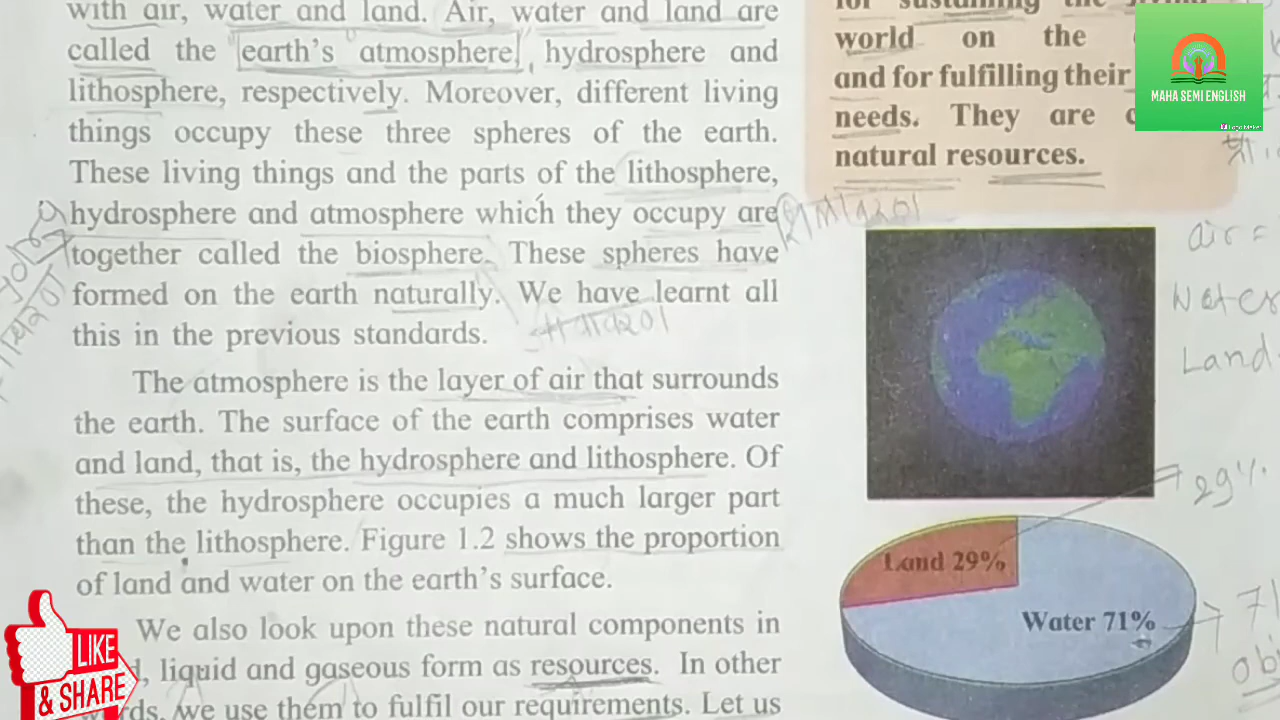 with air, water and land. Air, water and land are
called the earth's atmosphere, hydrosphere and
lithosphere, respectively. Moreover, different living
things occupy these three spheres of the earth.
These living things and the parts of the lithosphere,
hydrosphere and atmosphere which they occupy are
together called the biosphere. These spheres have
formed on the earth naturally. We have learnt all
this in the previous standards.
The atmosphere is the layer of air that surrounds
the earth. The surface of the earth comprises water
and land, that is, the hydrosphere and lithosphere. Of
these, the hydrosphere occupies a much larger part
than the lithosphere. Figure 1.2 shows the proportion
of land and water on the earth's surface.
We also look upon these natural components in
liquid and gaseous form as resources. In other
we use them to fulfil our requirements. Let us
for sustaining the living
world on the
and for fulfilling their
needs. They are
natural resources.
MAHA SEMI ENGLISH
Logo Maker
air =
Water
Land
29%
Land 29%
Water 71%
LIKE
& SHARE